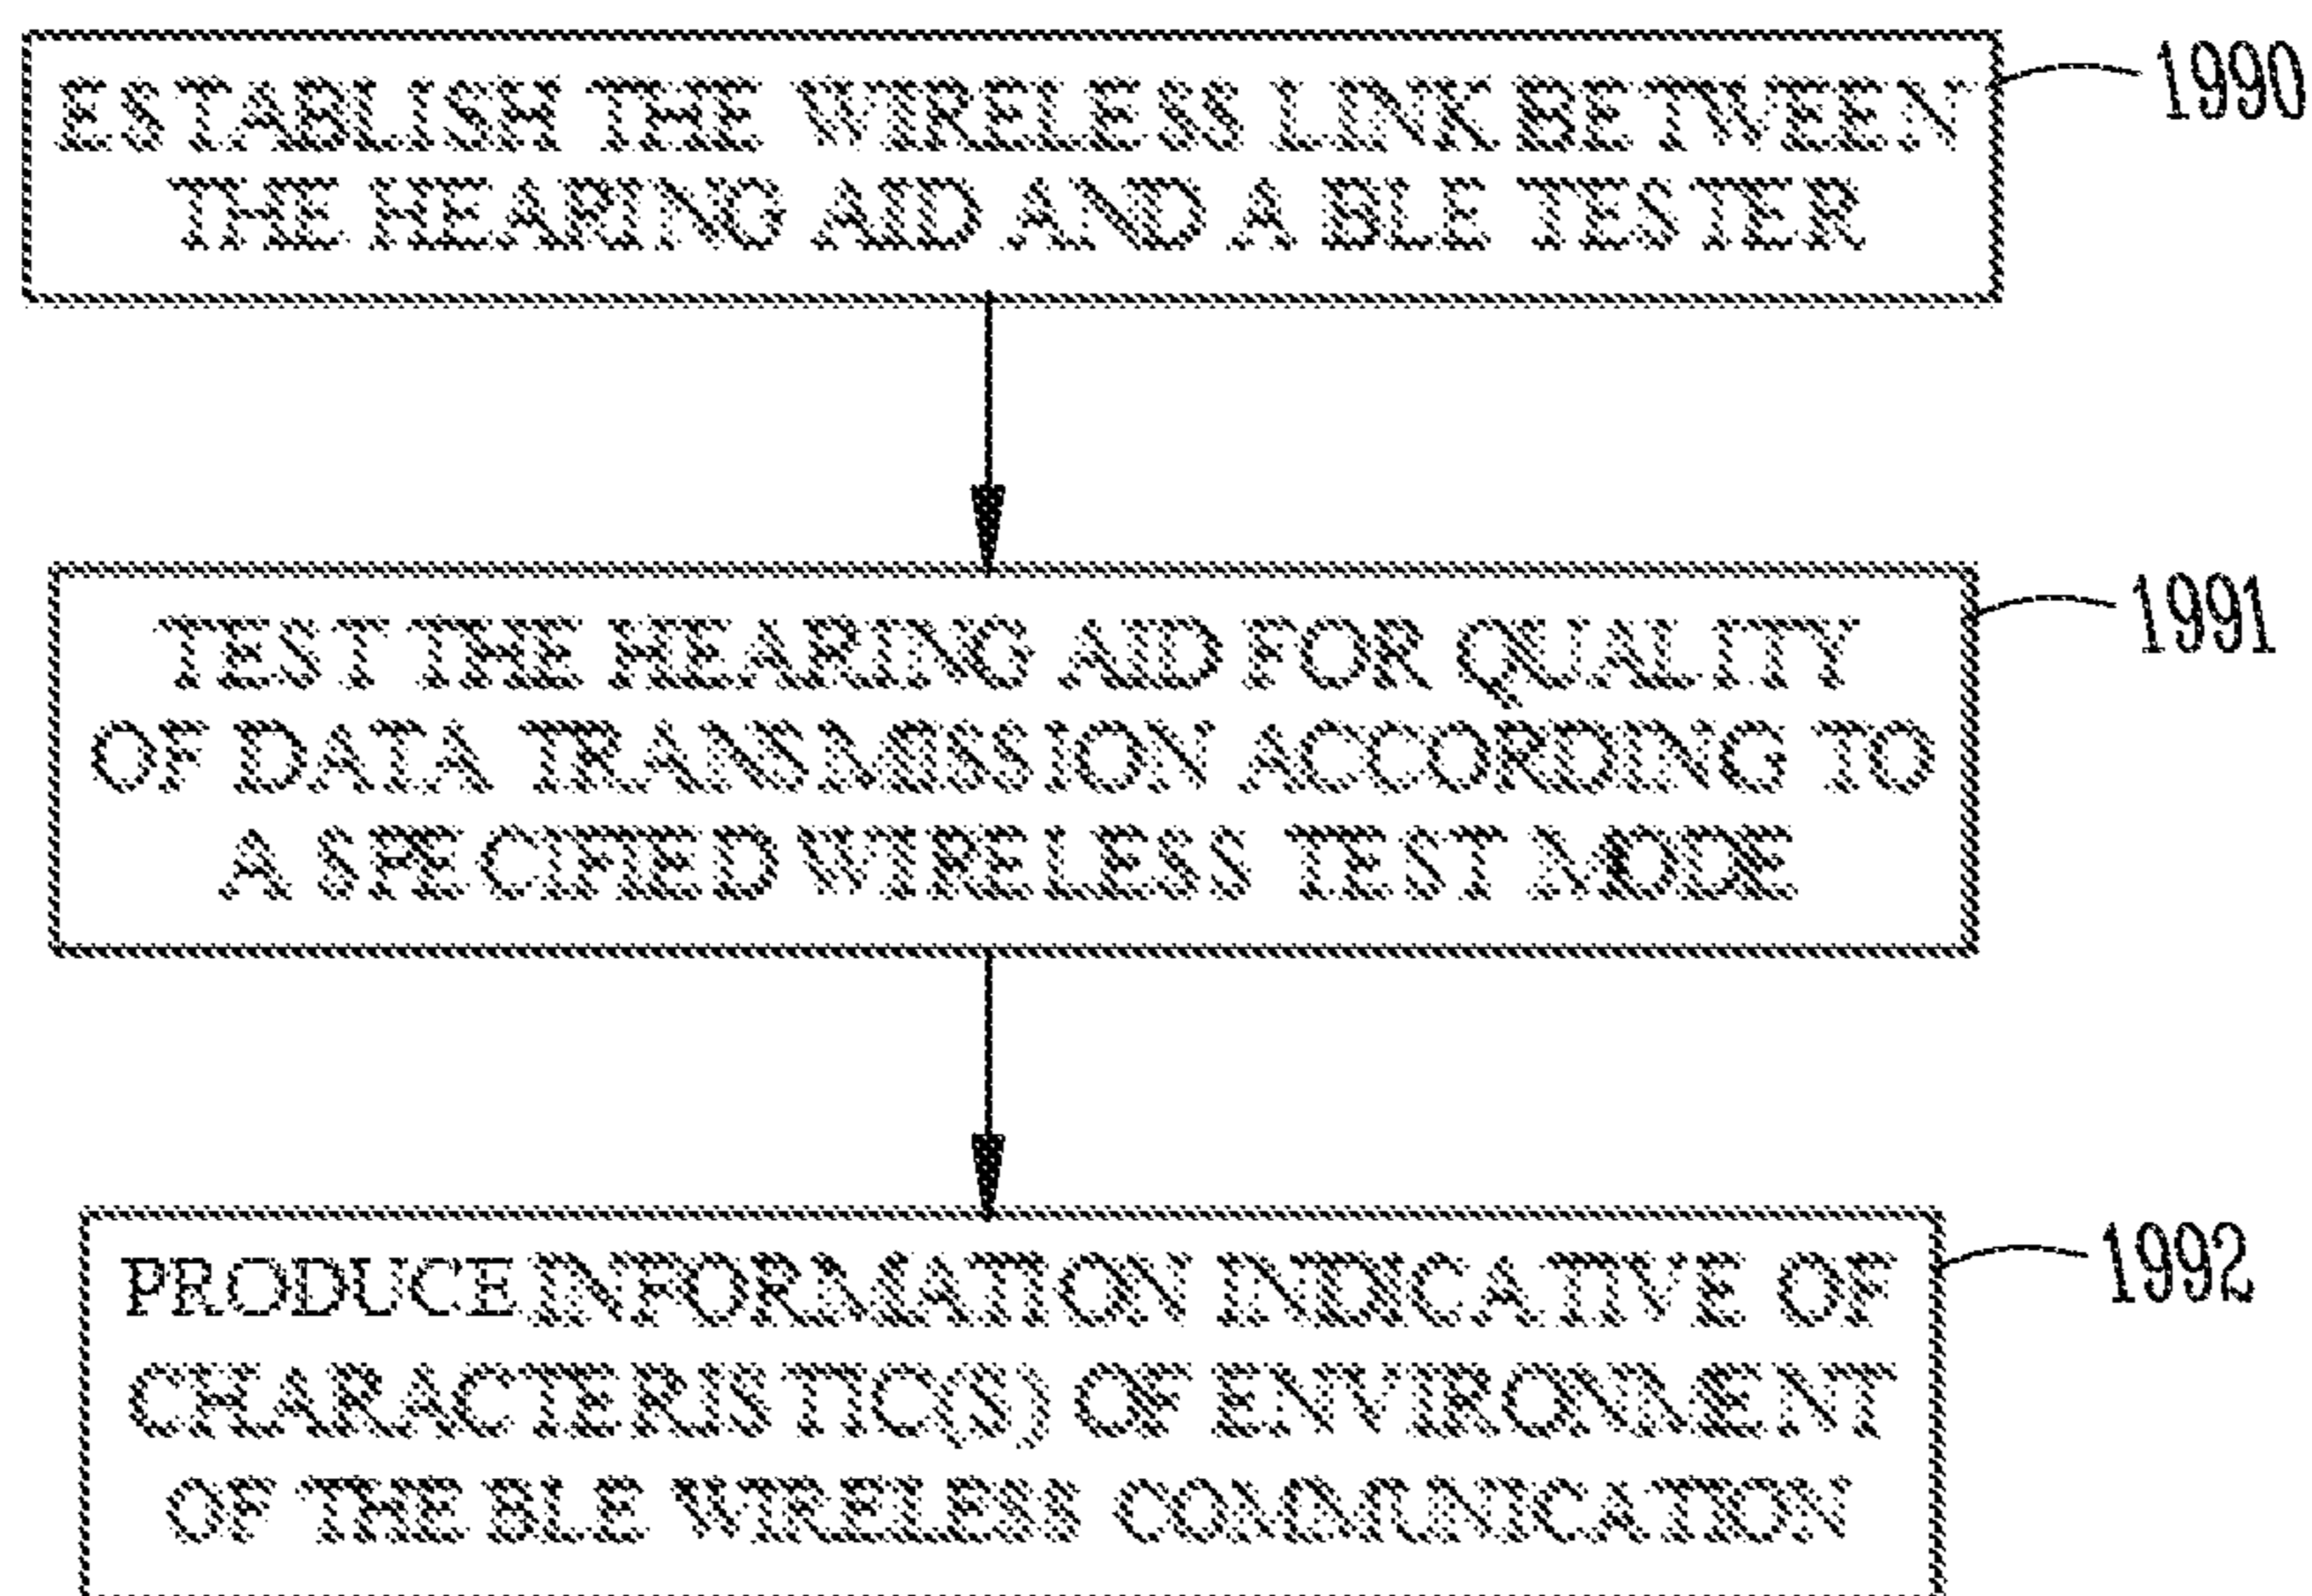 ESTABLISH THE WIRELESS LINK BETWEEN
THE HEARING AID AND A BLE TESTER
1990
TEST THE HEARING AID FOR QUALITY
OF DATA TRANSMISSION ACCORDING TO
A SPECIFIED WIRELESS TEST MODE
1991
PRODUCE INFORMATION INDICATIVE OF
CHARACTERISTIC(S) OF ENVIRONMENT
OF THE BLE WIRELESS COMMUNICATION
1992